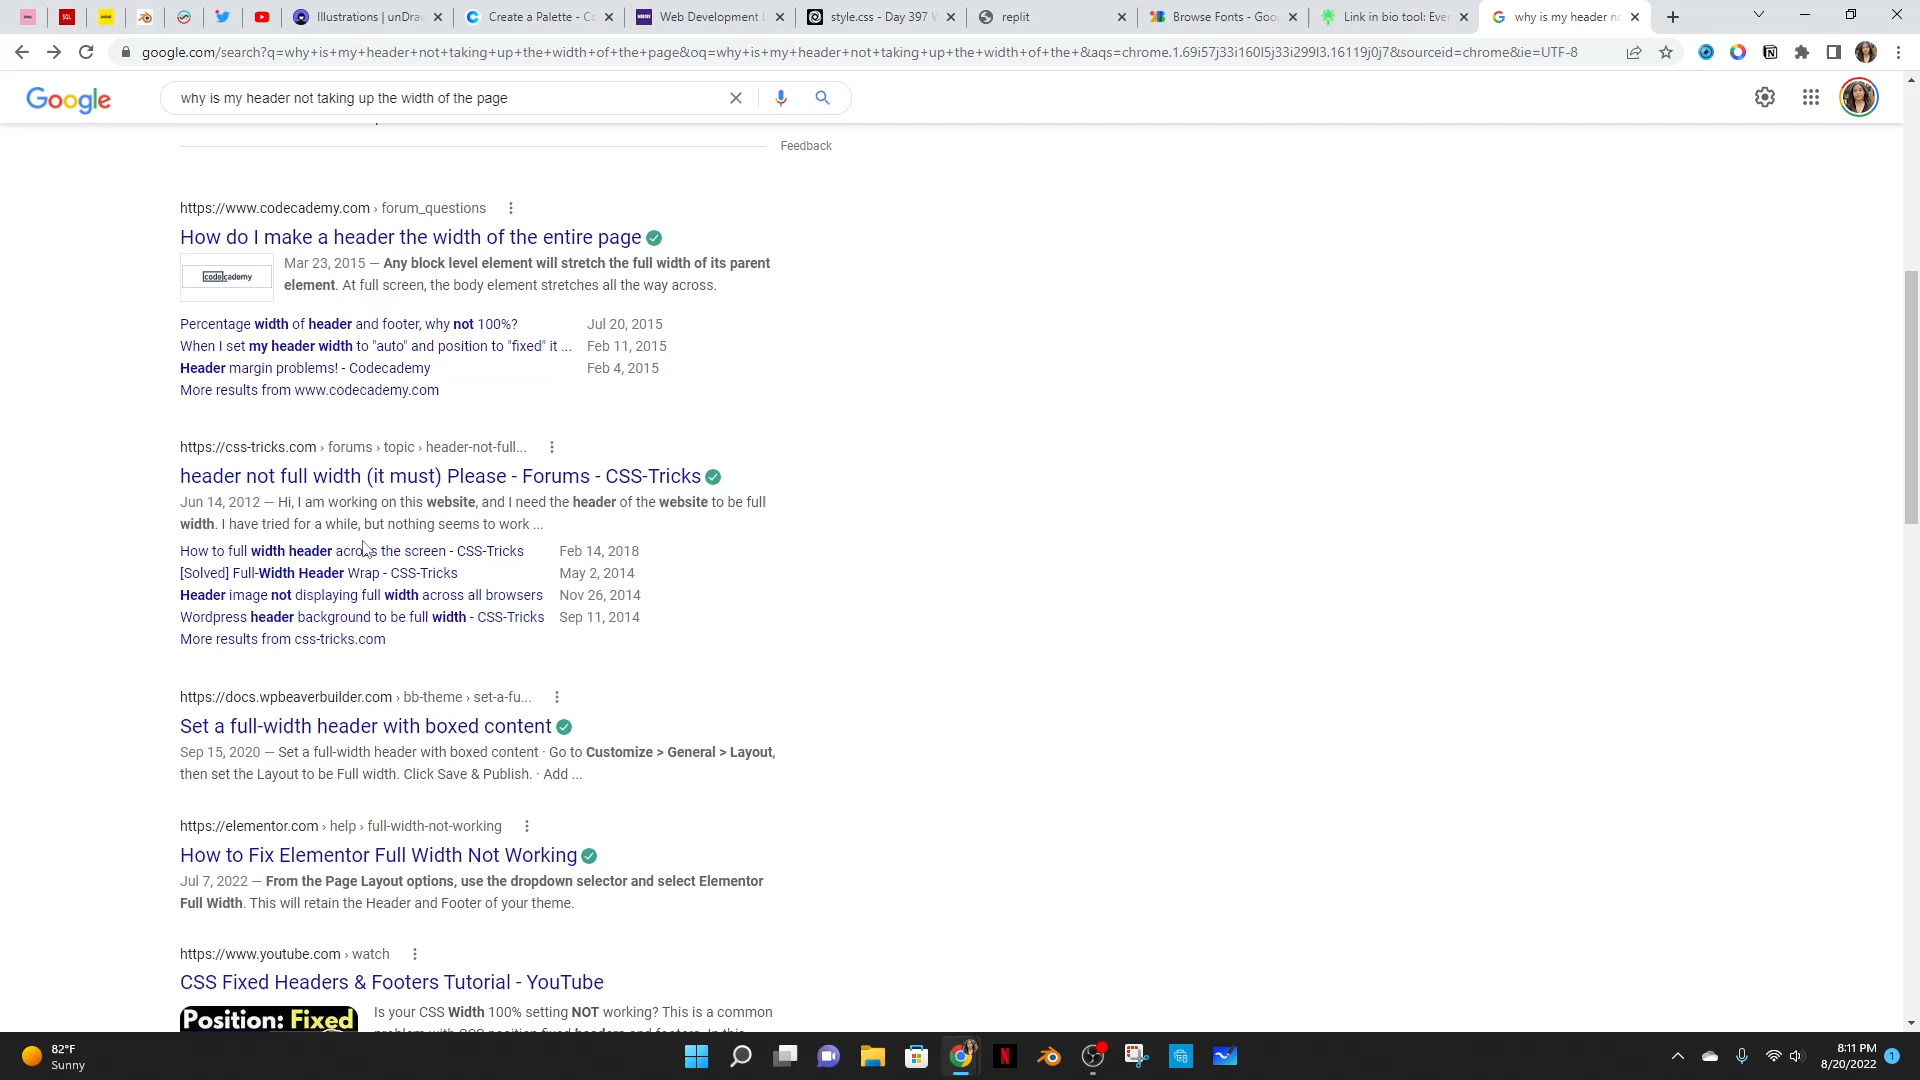 Illustrations | unDra
Create a Palette - C
Web Development
style.css - Day 397
replit
Browse Fonts - Goo
Link in bio tool: Eve
why is my header no
google.com/search?q=why+is+my+header+not+taking+up+the+width+of+the+page&oq=why+is+my+header+not+taking+up+the+width+of+the+&aqs=chrome.1.69i57j33i160l5j33i299l3.16119j0j7&sourceid=chrome&ie=UTF-8
Google
why is my header not taking up the width of the page
Feedback
https://www.codecademy.com › forum_questions
How do I make a header the width of the entire page
codecademy
Mar 23, 2015 — Any block level element will stretch the full width of its parent
element. At full screen, the body element stretches all the way across.
Percentage width of header and footer, why not 100%? Jul 20, 2015
When I set my header width to "auto" and position to "fixed" it ... Feb 11, 2015
Header margin problems! - Codecademy Feb 4, 2015
More results from www.codecademy.com
https://css-tricks.com › forums › topic › header-not-full...
header not full width (it must) Please - Forums - CSS-Tricks
Jun 14, 2012 — Hi, I am working on this website, and I need the header of the website to be full
width. I have tried for a while, but nothing seems to work ...
How to full width header across the screen - CSS-Tricks Feb 14, 2018
[Solved] Full-Width Header Wrap - CSS-Tricks May 2, 2014
Header image not displaying full width across all browsers Nov 26, 2014
Wordpress header background to be full width - CSS-Tricks Sep 11, 2014
More results from css-tricks.com
https://docs.wpbeaverbuilder.com › bb-theme › set-a-fu...
Set a full-width header with boxed content
Sep 15, 2020 — Set a full-width header with boxed content · Go to Customize > General > Layout,
then set the Layout to be Full width. Click Save & Publish. · Add ...
https://elementor.com › help › full-width-not-working
How to Fix Elementor Full Width Not Working
Jul 7, 2022 — From the Page Layout options, use the dropdown selector and select Elementor
Full Width. This will retain the Header and Footer of your theme.
https://www.youtube.com › watch
CSS Fixed Headers & Footers Tutorial - YouTube
Position: Fixed
Is your CSS Width 100% setting NOT working? This is a common
82°F
Sunny
8:11 PM
8/20/2022
1